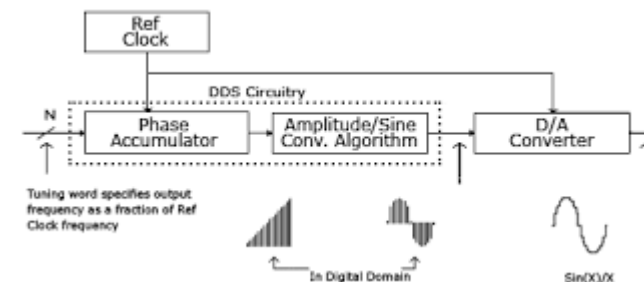 Ref
Clock
DDS Circuitry
N
Phase
Accumulator
Amplitude/Sine
Conv. Algorithm
D/A
Converter
Tuning word specifies output
frequency as a fraction of Ref
Clock frequency
In Digital Domain
Sin(X)/X